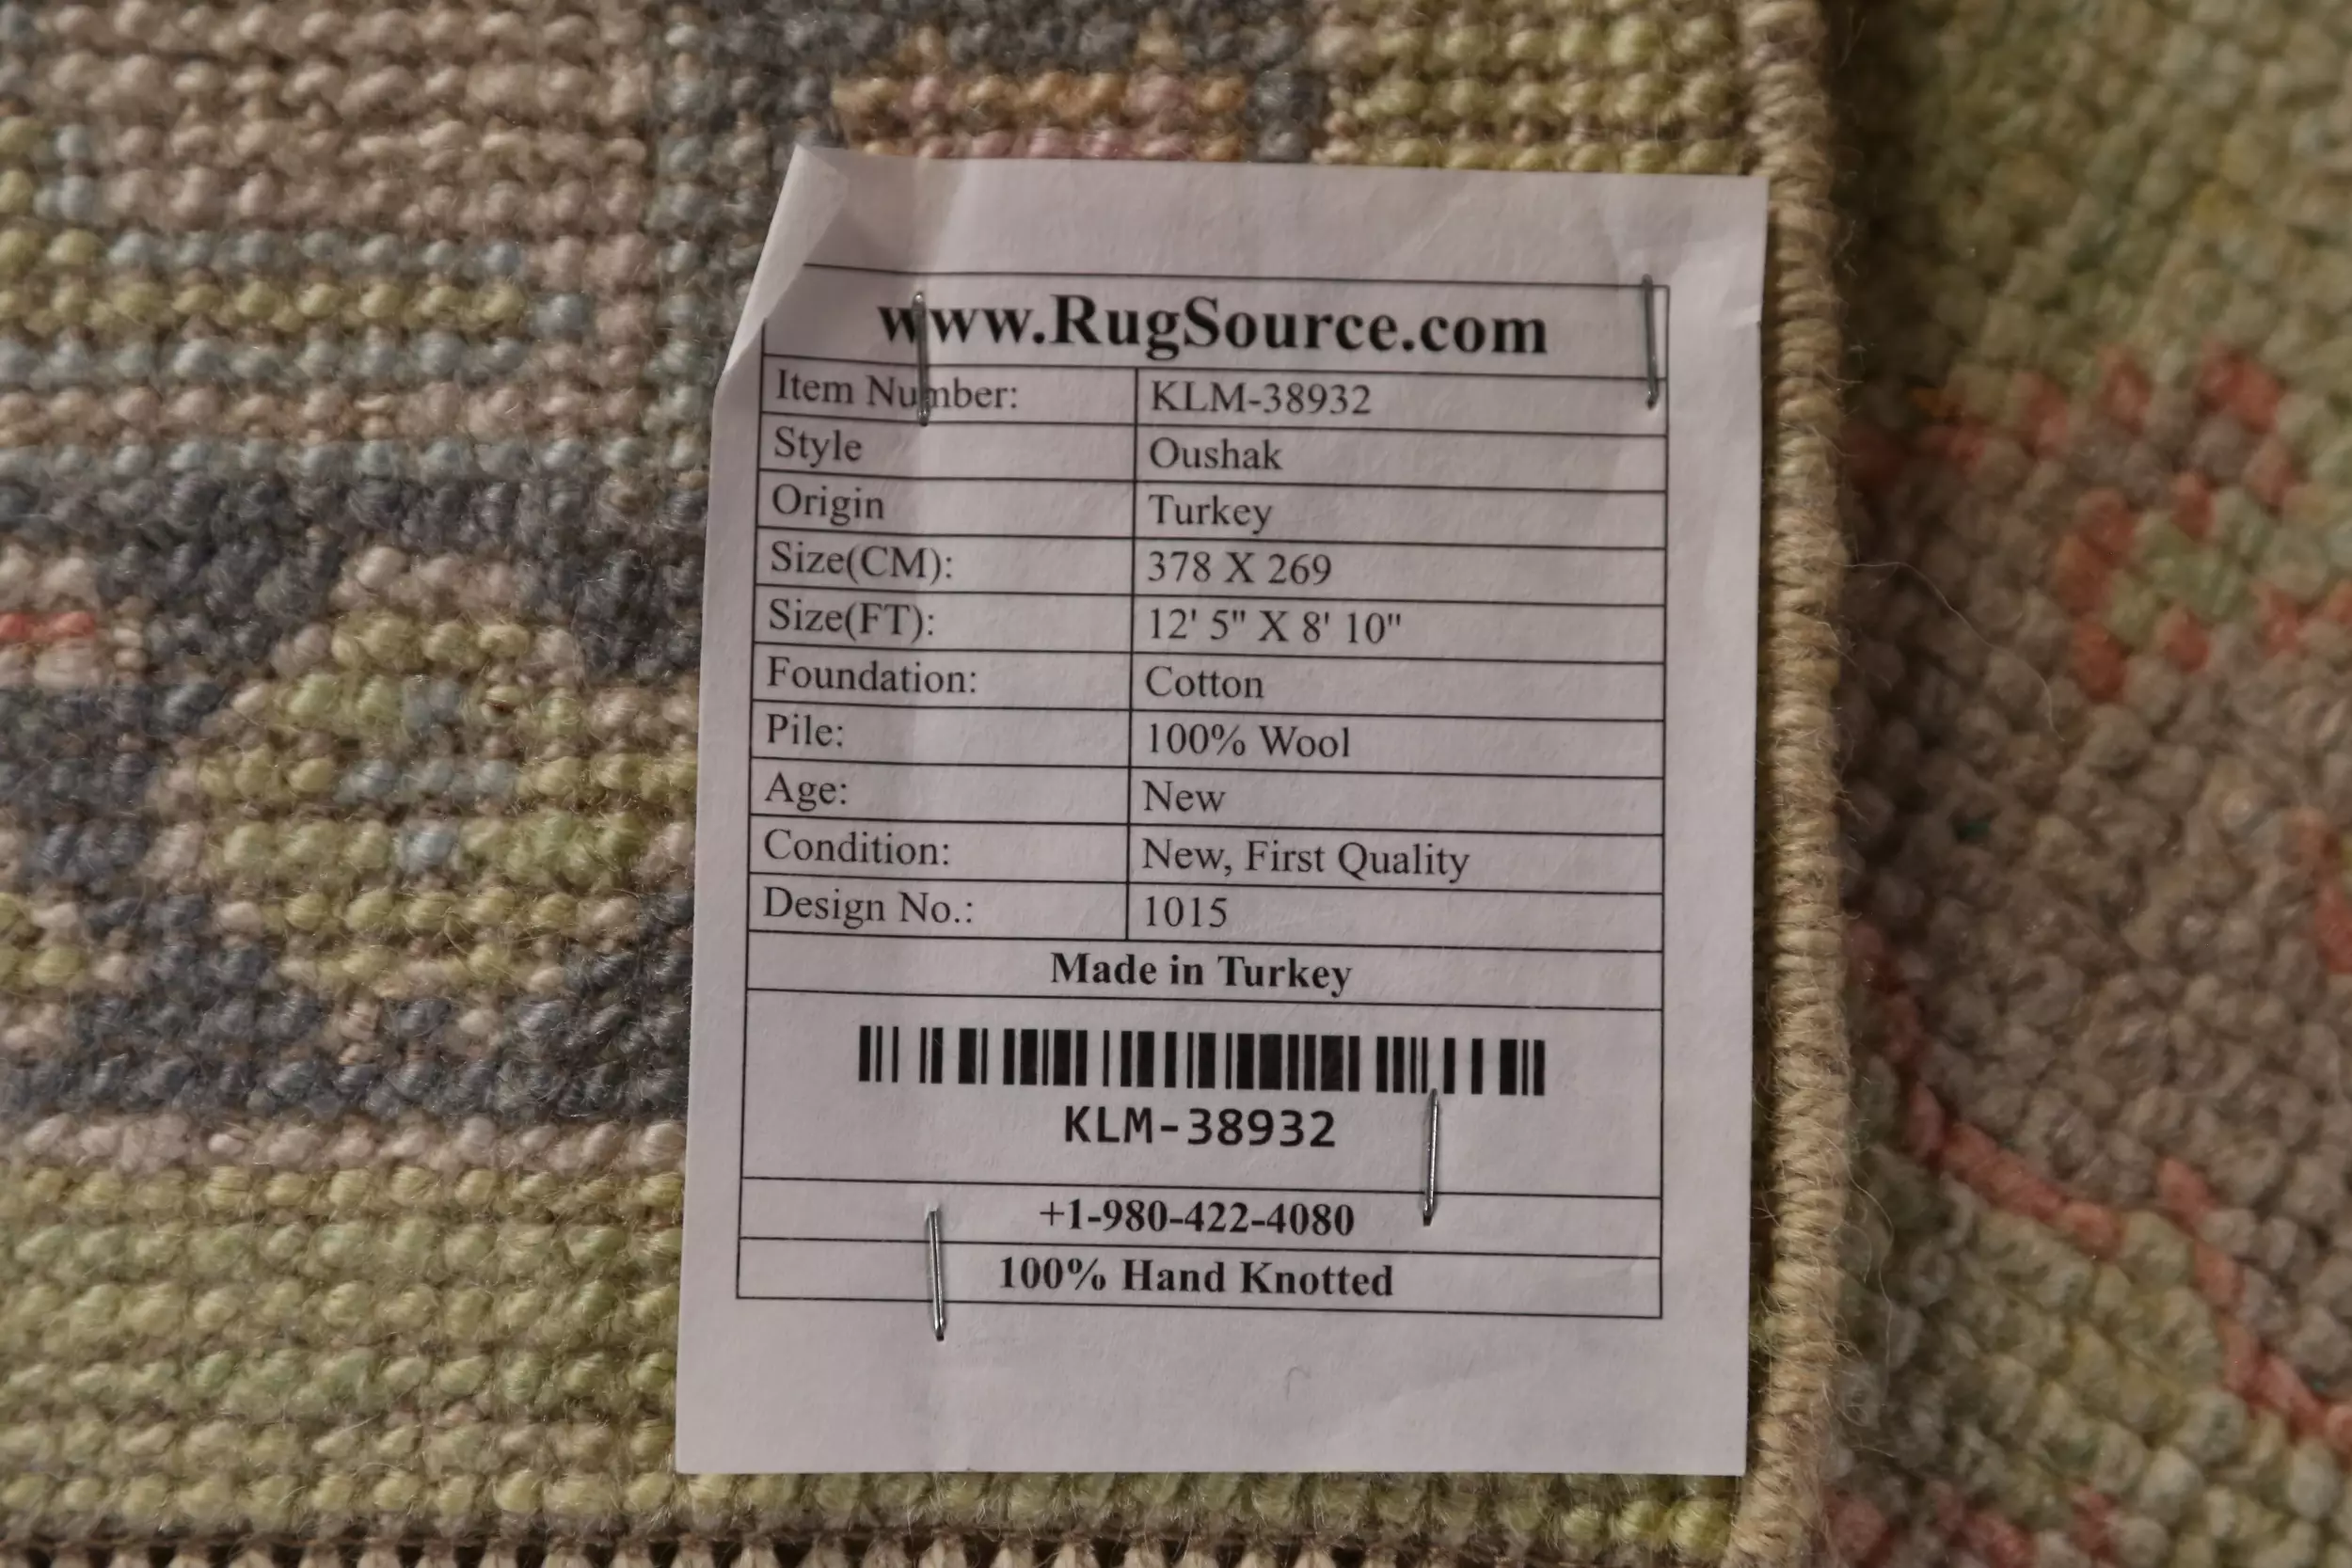 www.RugSource.com
Item Number: KLM-38932
Style Oushak
Origin Turkey
Size(CM): 378 X 269
Size(FT): 12' 5" X 8' 10"
Foundation: Cotton
Pile: 100% Wool
Age: New
Condition: New, First Quality
Design No.: 1015
Made in Turkey
KLM-38932
+1-980-422-4080
100% Hand Knotted